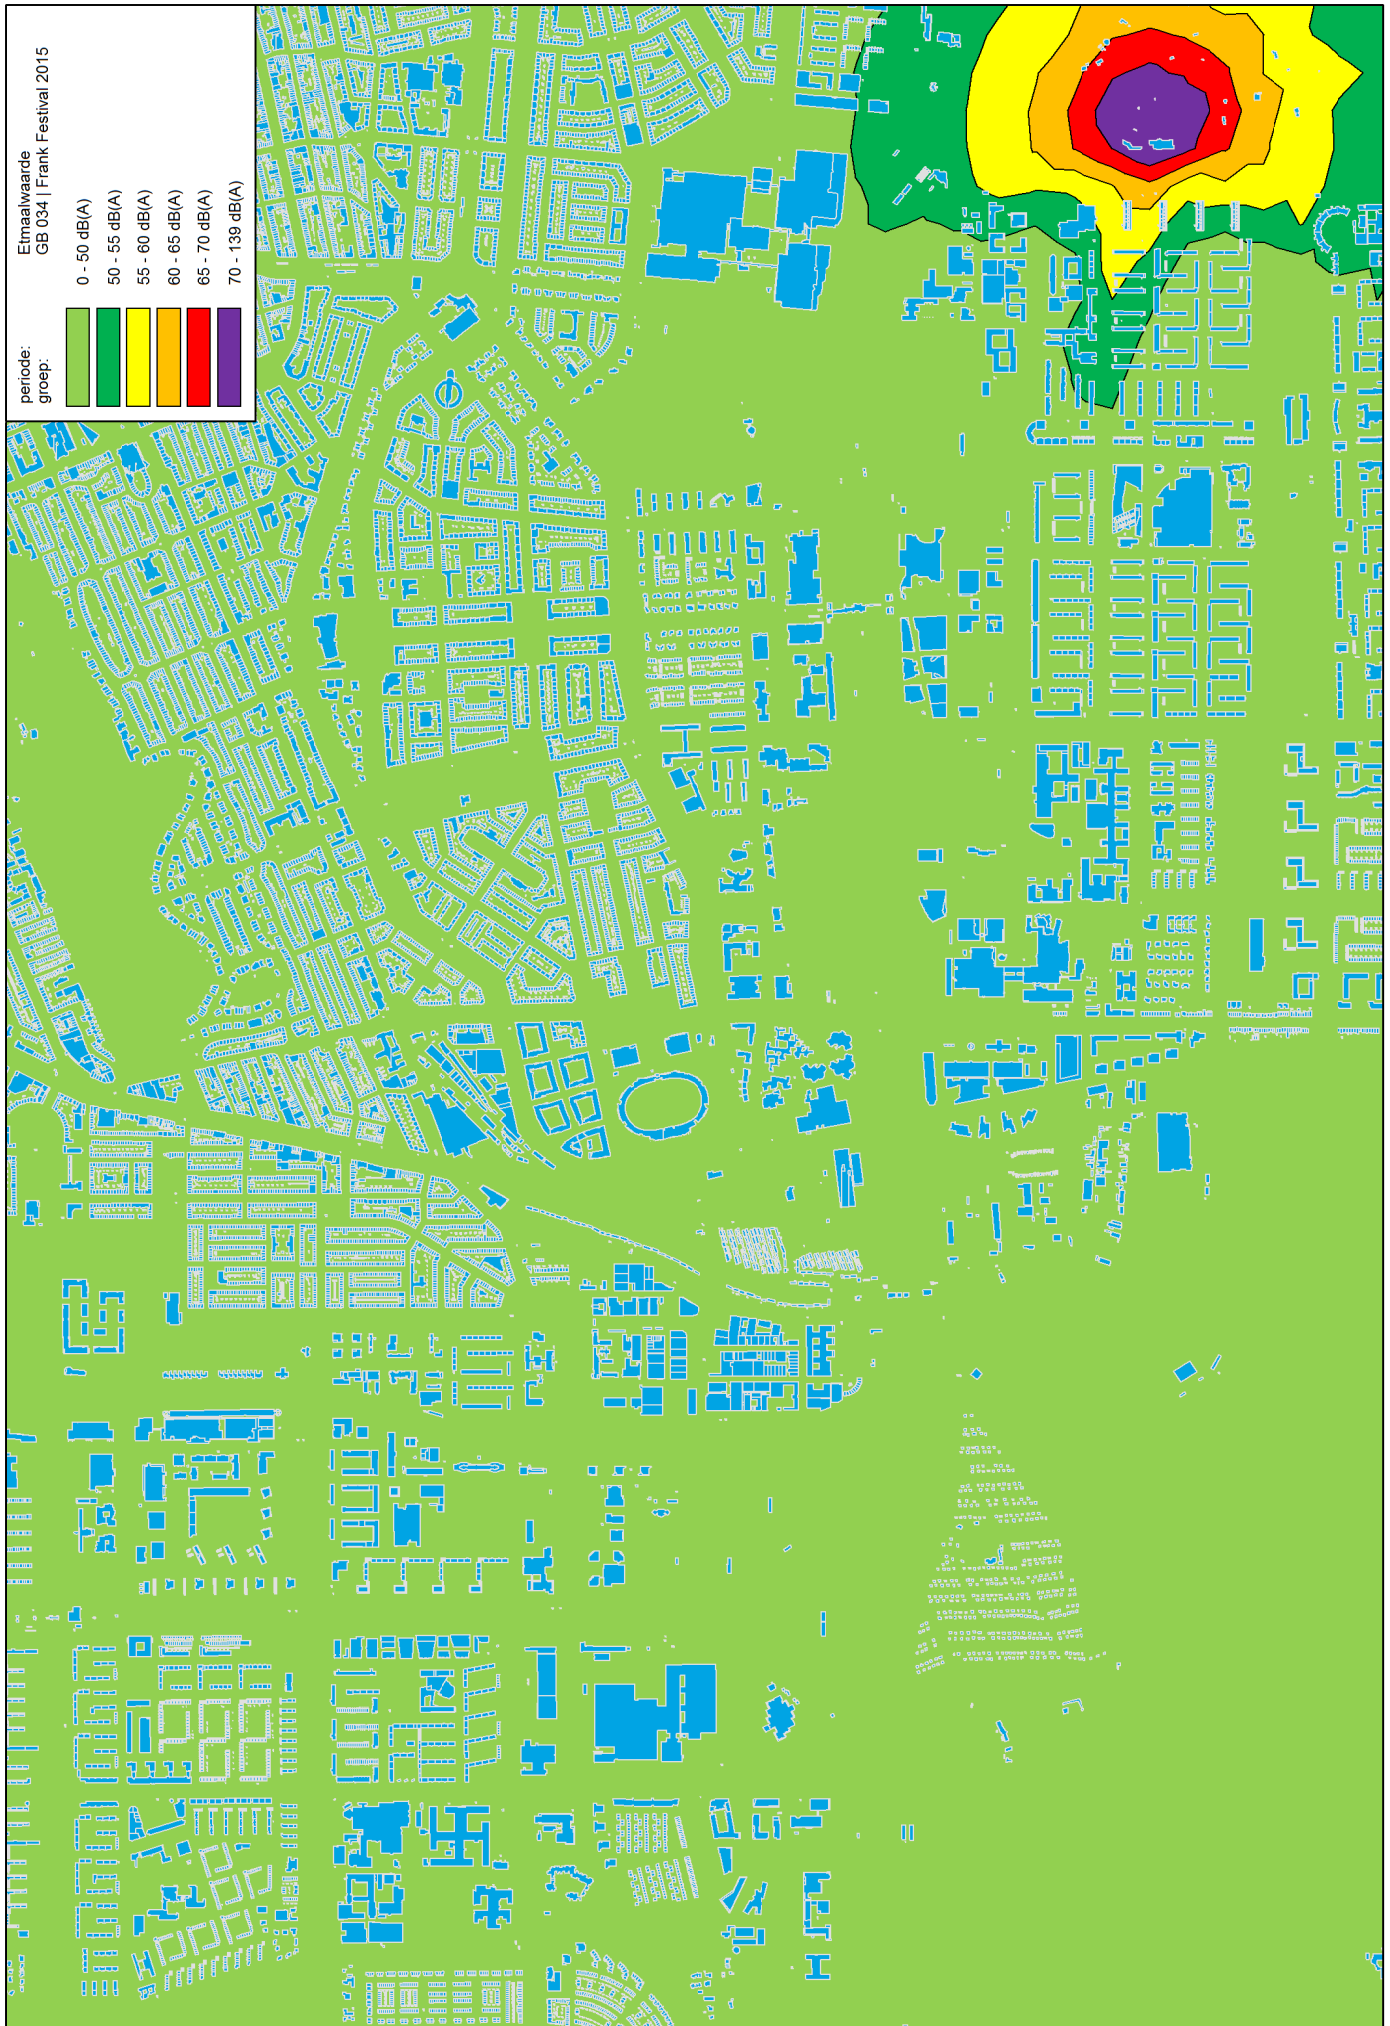 periode: Etmaalwaarde
groep: GB 034 | Frank Festival 2015
0 - 50 dB(A)
50 - 55 dB(A)
55 - 60 dB(A)
60 - 65 dB(A)
65 - 70 dB(A)
70 - 139 dB(A)